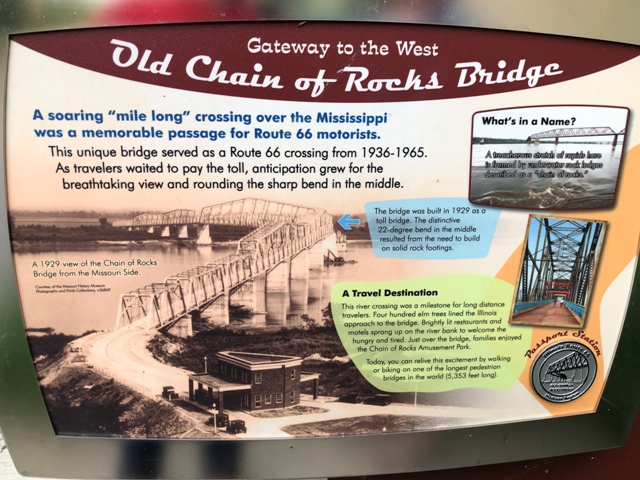 Gateway to the West
Old Chain of Rocks Bridge
A soaring “mile long” crossing over the Mississippi
was a memorable passage for Route 66 motorists.
This unique bridge served as a Route 66 crossing from 1936-1965.
As travelers waited to pay the toll, anticipation grew for the
breathtaking view and rounding the sharp bend in the middle.
What's in a Name?
A treacherous stretch of rapids here
is formed by underwater rock ledges
described as a "chain of rocks."
The bridge was built in 1929 as a
toll bridge. The distinctive
22-degree bend in the middle
resulted from the need to build
on solid rock footings.
A 1929 view of the Chain of Rocks
Bridge from the Missouri Side.
Courtesy of the Missouri History Museum
Photographs and Prints Collections,
A Travel Destination
This river crossing was a milestone for long distance
travelers. Four hundred elm trees lined the Illinois
approach to the bridge. Brightly lit restaurants and
motels sprang up on the river bank to welcome the
hungry and tired. Just over the bridge, families enjoyed
the Chain of Rocks Amusement Park.
Today, you can relive this excitement by walking
or biking on one of the longest pedestrian
bridges in the world (5,353 feet long).
Passport Station